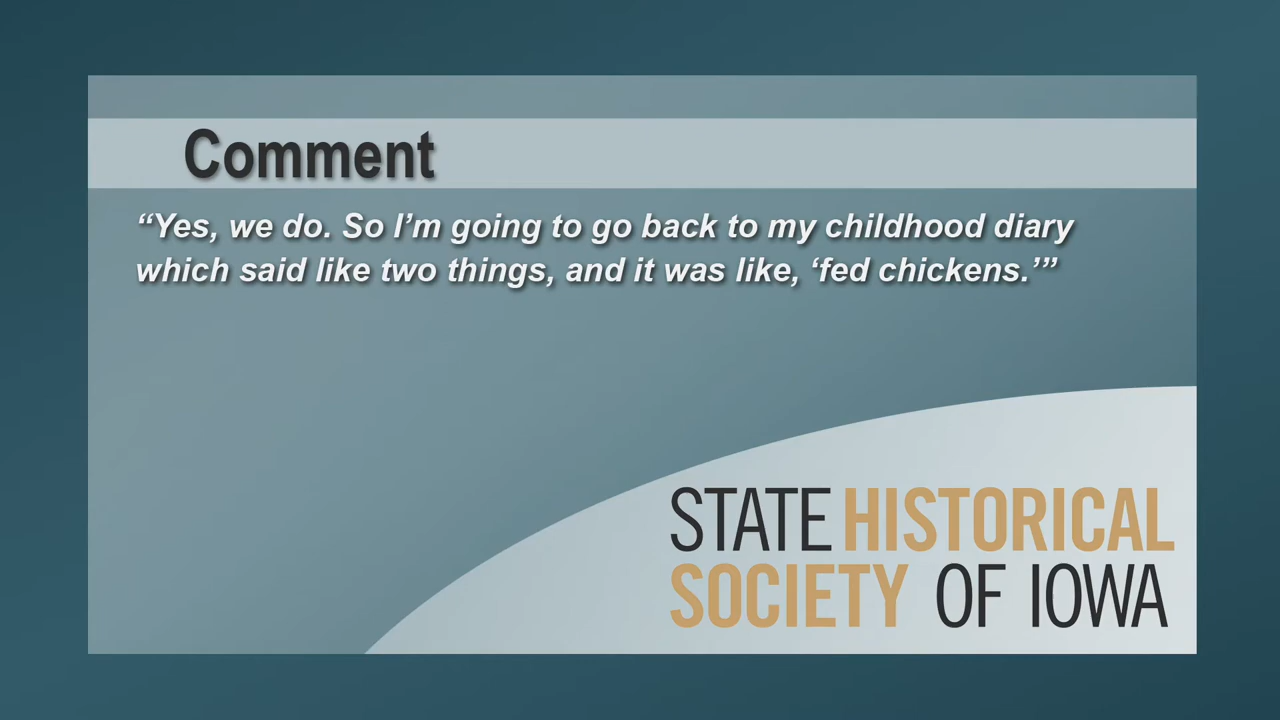 Comment
“Yes, we do. So I’m going to go back to my childhood diary
which said like two things, and it was like, ‘fed chickens.’”
STATE HISTORICAL
SOCIETY OF IOWA